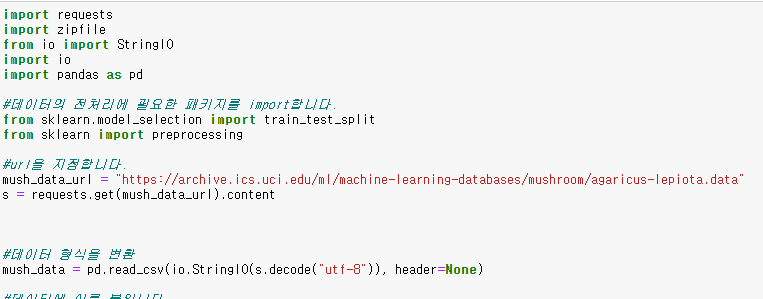 import requests
import zipfile
from io import StringIO
import io
import pandas as pd
#데이터의 전처리에 필요한 패키지를 import합니다.
from sklearn.model_selection import train_test_split
from sklearn import preprocessing
#url을 지정합니다.
mush_data_url = "https://archive.ics.uci.edu/ml/machine-learning-databases/mushroom/agaricus-lepiota.data"
s = requests.get(mush_data_url).content
#데이터 형식을 변환
mush_data = pd.read_csv(io.StringIO(s.decode("utf-8")), header=None)